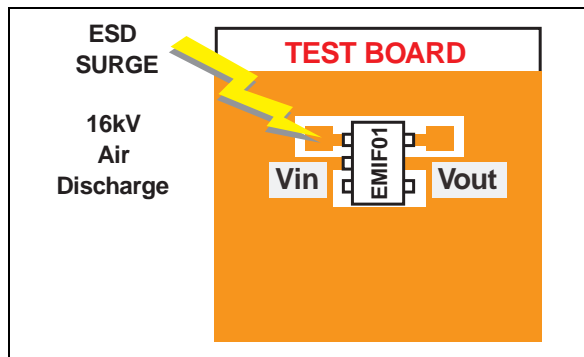 ESD
SURGE
TEST BOARD
16kV
Air
Discharge
EMIF01
Vin
Vout